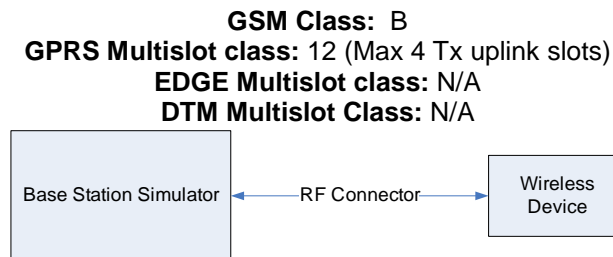 GSM Class: B
GPRS Multislot class: 12 (Max 4 Tx uplink slots)
EDGE Multislot class: N/A
DTM Multislot Class: N/A
Base Station Simulator
RF Connector
Wireless
Device